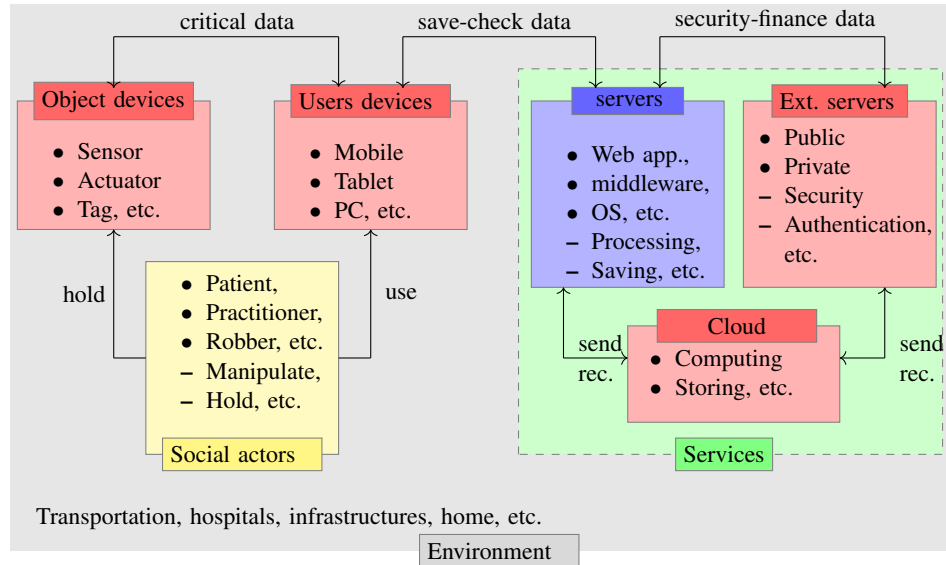 critical data
save-check data
security-finance data
Object devices
● Sensor
● Actuator
● Tag, etc.
Users devices
● Mobile
● Tablet
● PC, etc.
servers
● Web app.,
● middleware,
● OS, etc.
– Processing,
– Saving, etc.
Ext. servers
● Public
● Private
– Security
– Authentication,
etc.
hold
● Patient,
● Practitioner,
● Robber, etc.
– Manipulate,
– Hold, etc.
Social actors
use
send
rec.
Cloud
● Computing
● Storing, etc.
send
rec.
Services
Transportation, hospitals, infrastructures, home, etc.
Environment